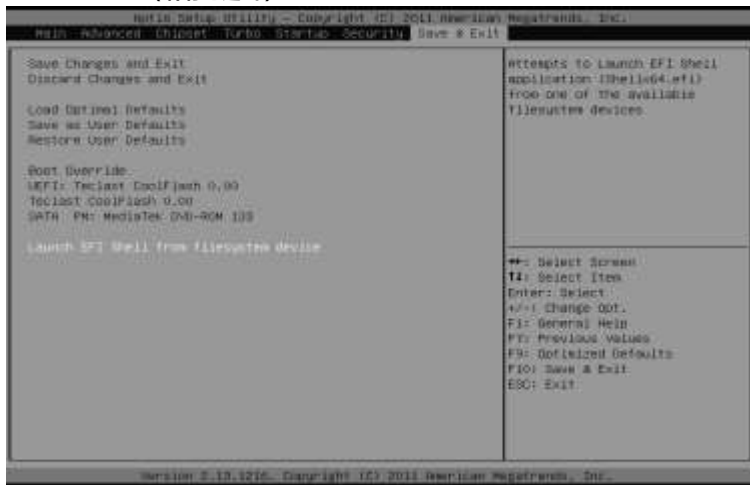 Aptio Setup Utility - Copyright (C) 2011 American Megatrends, Inc.
Main Advanced Chipset Turbo Startup Security Save & Exit
Save Changes and Exit
Discard Changes and Exit
Load Optimal Defaults
Save as User Defaults
Restore User Defaults
Boot Override
UEFI: Teclast CoolFlash 0.00
Teclast CoolFlash 0.00
SATA PM: MediaTek DVD-ROM
Launch EFI Shell from filesystem device
Attempts to Launch EFI Shell
application (Shellx64.efi)
from one of the available
filesystem devices
↔: Select Screen
↑↓: Select Item
Enter: Select
+/-: Change Opt.
F1: General Help
Previous Values
F9: Optimized Defaults
F10: Save & Exit
ESC: Exit
Version Copyright (C) 2011 American Megatrends, Inc.